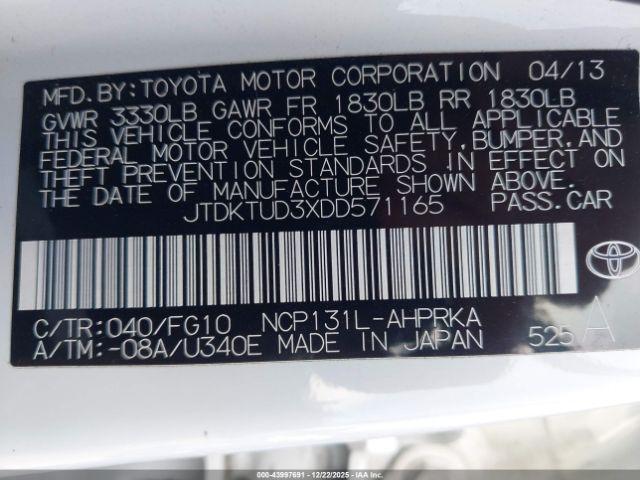 MFD.BY:TOYOTA MOTOR CORPORATION 04/13
GVWR 3330LB GAWR FR 1830LB RR 1830LB
THIS VEHICLE CONFORMS TO ALL APPLICABLE
FEDERAL MOTOR VEHICLE SAFETY,BUMPER,AND
THEFT PREVENTION STANDARDS IN EFFECT ON
THE DATE OF MANUFACTURE SHOWN ABOVE.
JTDKTUD3XDD571165 PASS.CAR
C/TR:040/FG10 NCP131L-AHPRKA
A/TM:-08A/U340E MADE IN JAPAN 525 A
000-43997691 - 12/22/2025 - IAA, Inc.